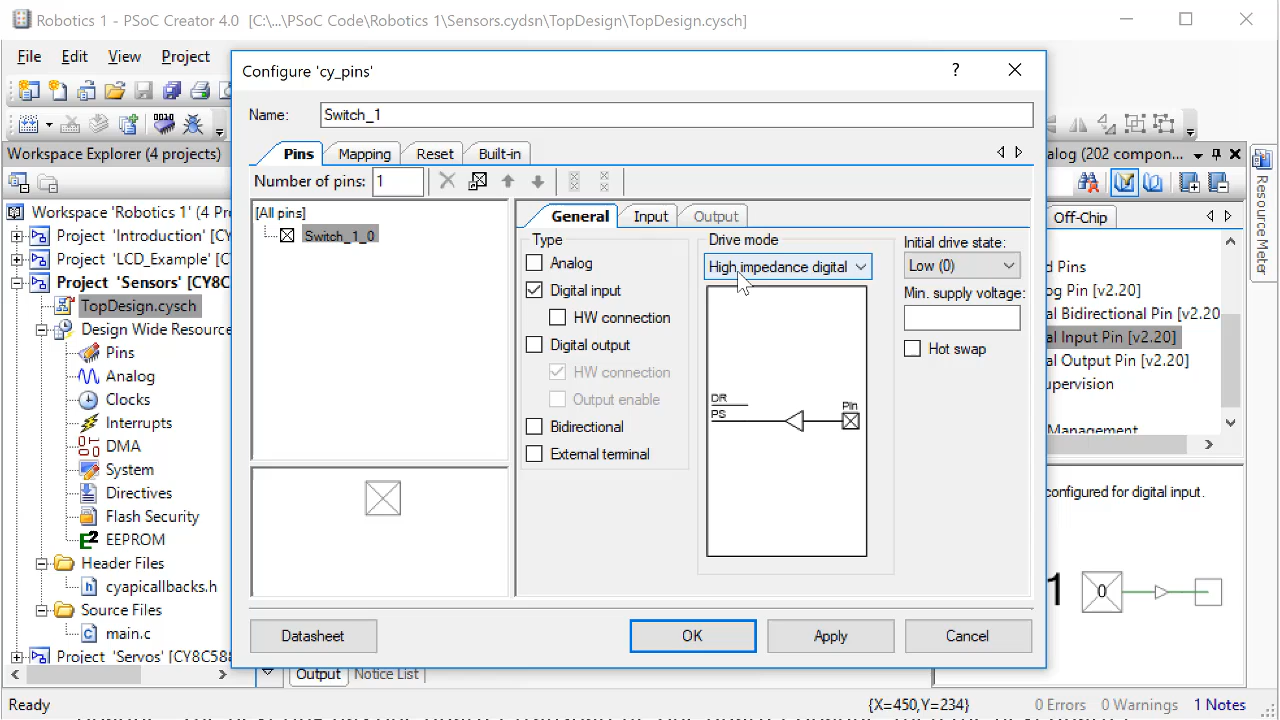 Robotics 1 - PSoC Creator 4.0 [C:\...\PSoC Code\Robotics 1\Sensors.cydsn\TopDesign\TopDesign.cysch]
File Edit View Project
Configure 'cy_pins'
Name: Switch_1
Workspace Explorer (4 projects)
alog (202 compon...
Pins Mapping Reset Built-in
Number of pins: 1
Workspace 'Robotics 1' (4 Pr
Project 'Introduction' [CY
Project 'LCD_Example' [CY
Project 'Sensors' [CY8C
TopDesign.cysch
Design Wide Resource
Pins
Analog
Clocks
Interrupts
DMA
System
Directives
Flash Security
EEPROM
Header Files
cyapicallbacks.h
Source Files
main.c
Project 'Servos' [CY8C58
[All pins]
Switch_1_0
General Input Output
Type
Analog
Digital input
HW connection
Digital output
HW connection
Output enable
Bidirectional
External terminal
Drive mode
High impedance digital
DR
PS
Pin
Initial drive state:
Low (0)
Min. supply voltage:
Hot swap
Datasheet OK Apply Cancel
Off-Chip
d Pins
og Pin [v2.20]
al Bidirectional Pin [v2.20
al Input Pin [v2.20]
al Output Pin [v2.20]
upervision
Management
configured for digital input.
1 0
Resource Meter
Output Notice List
Ready {X=450,Y=234} 0 Errors 0 Warnings 1 Notes